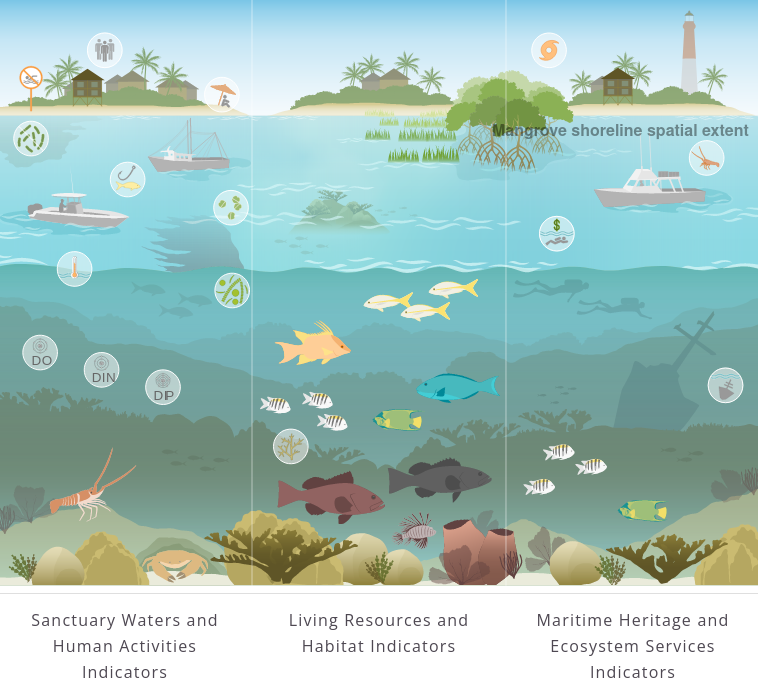 Mangrove shoreline spatial extent
$
DO
DIN
DIP
Sanctuary Waters and
Human Activities
Indicators
Living Resources and
Habitat Indicators
Maritime Heritage and
Ecosystem Services
Indicators